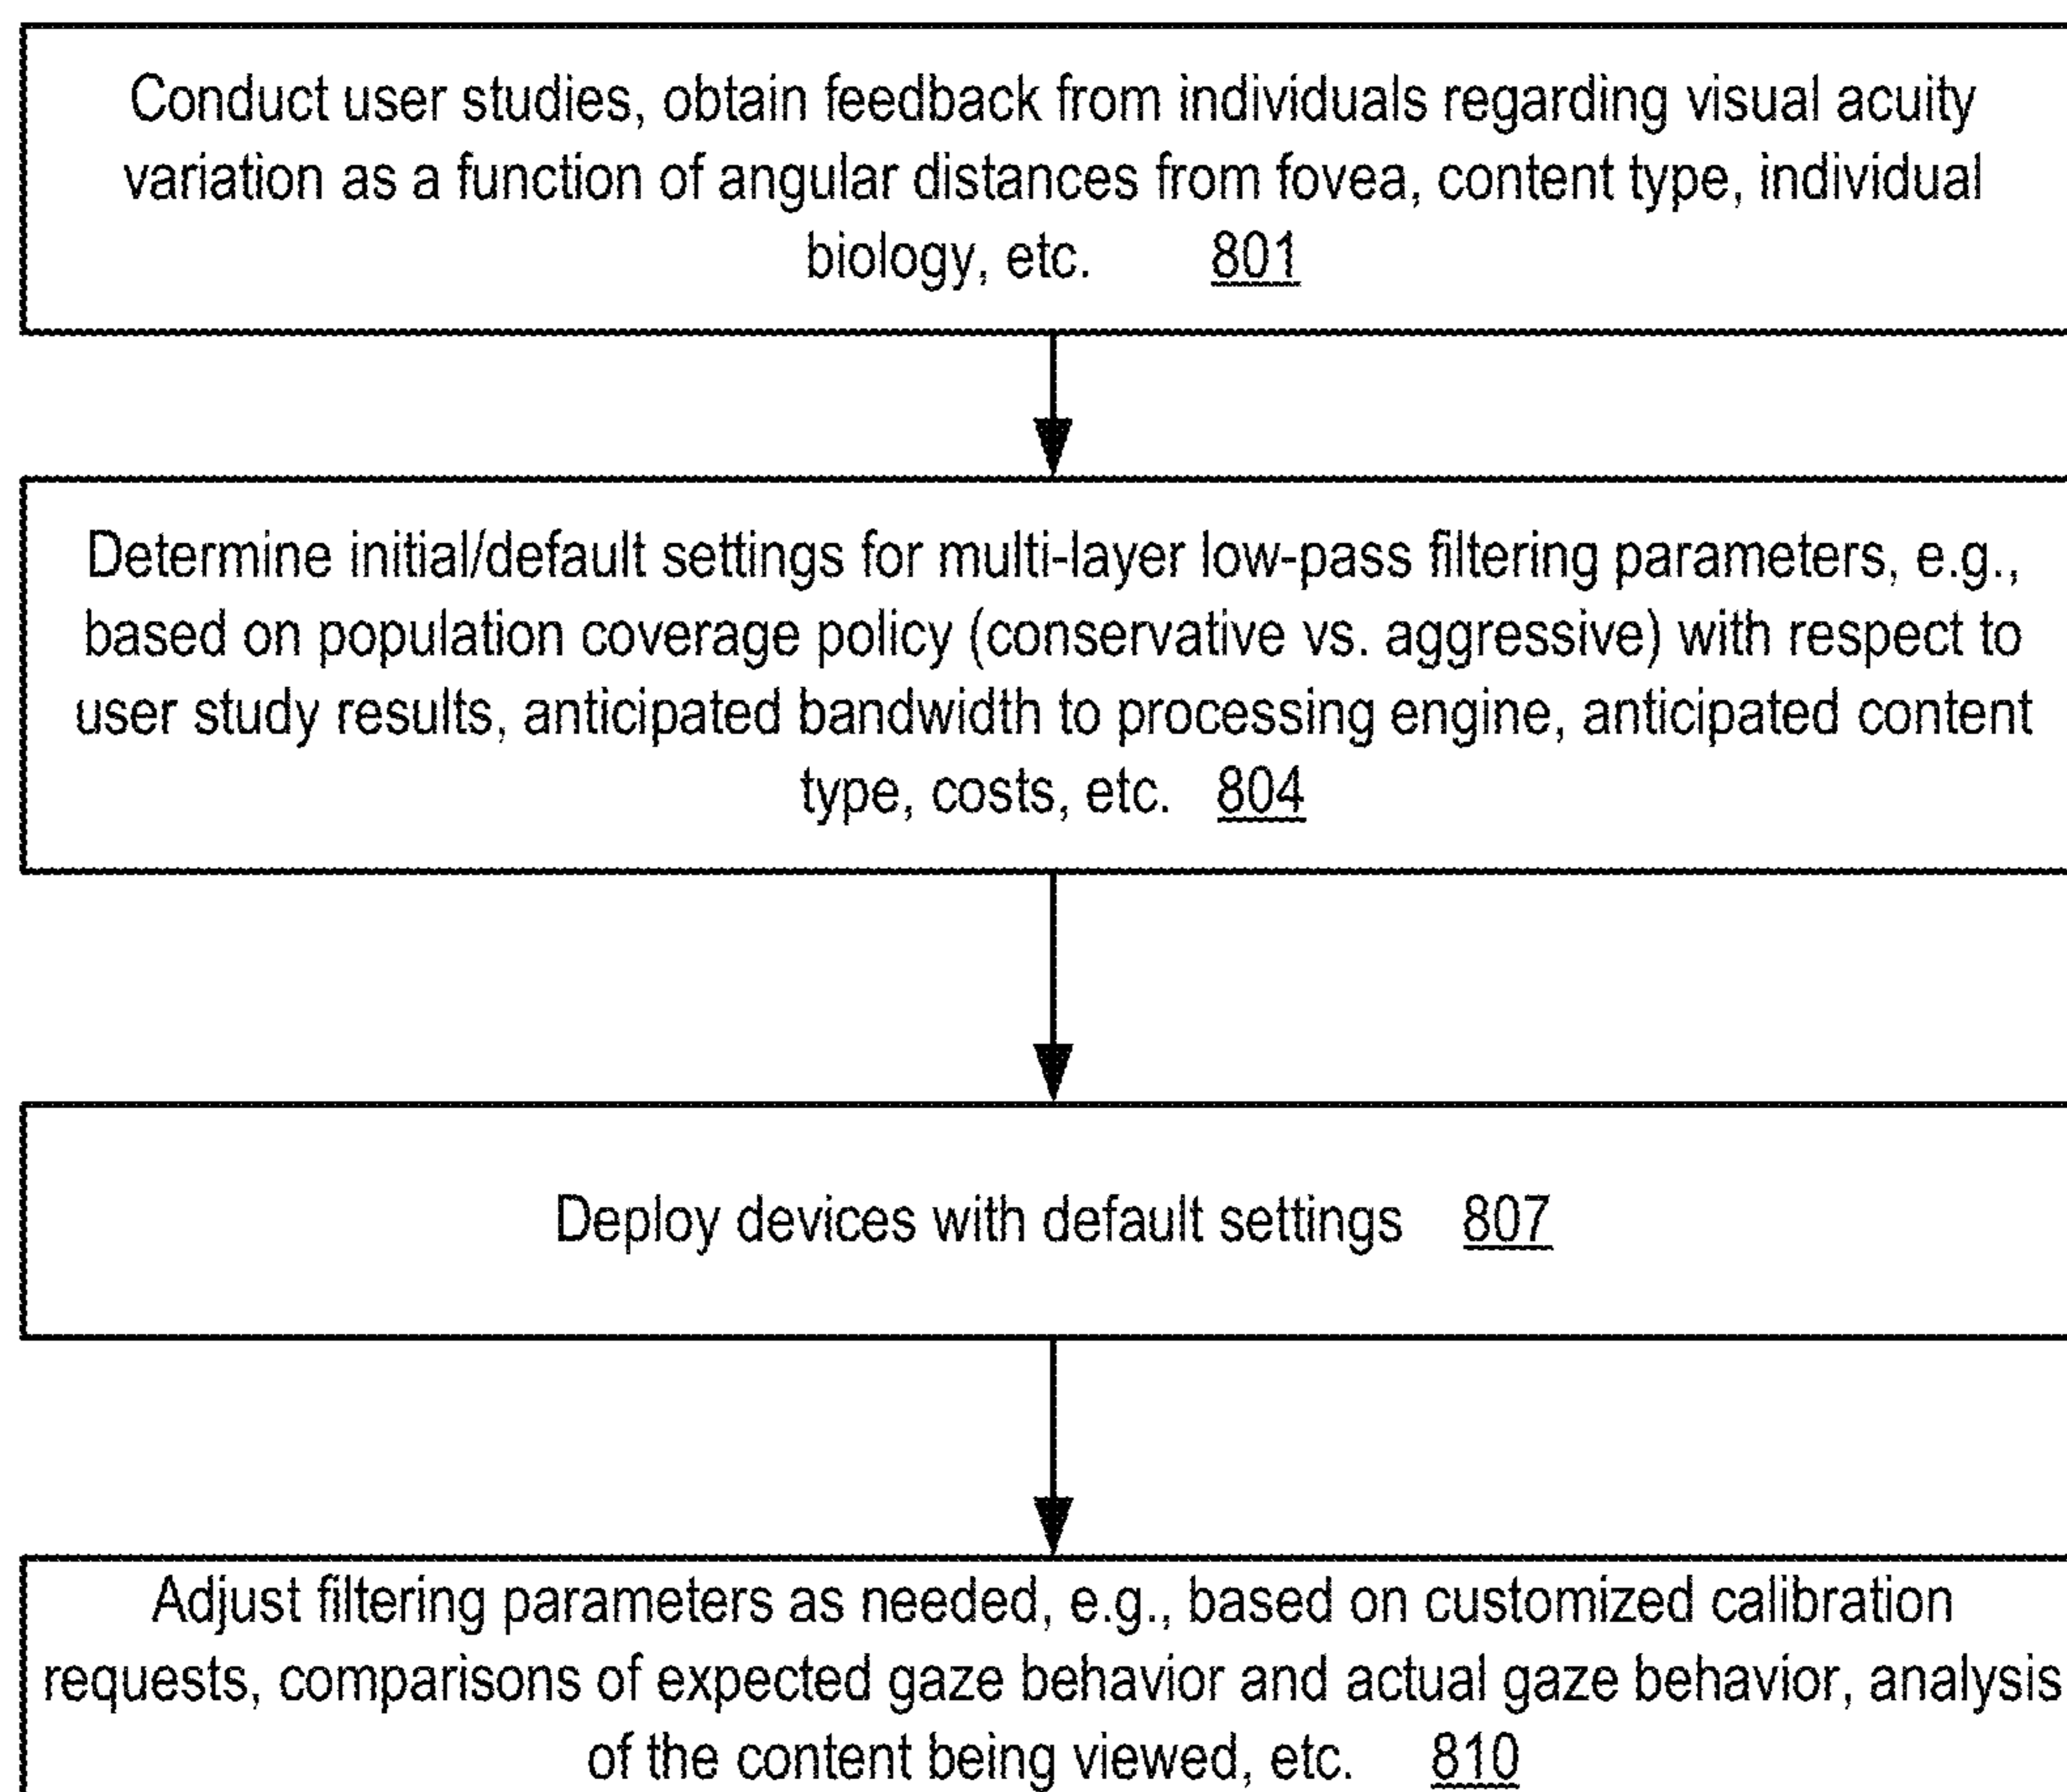 Conduct user studies, obtain feedback from individuals regarding visual acuity
variation as a function of angular distances from fovea, content type, individual
biology, etc. 801
Determine initial/default settings for multi-layer low-pass filtering parameters, e.g.,
based on population coverage policy (conservative vs. aggressive) with respect to
user study results, anticipated bandwidth to processing engine, anticipated content
type, costs, etc. 804
Deploy devices with default settings 807
Adjust filtering parameters as needed, e.g., based on customized calibration
requests, comparisons of expected gaze behavior and actual gaze behavior, analysis
of the content being viewed, etc. 810